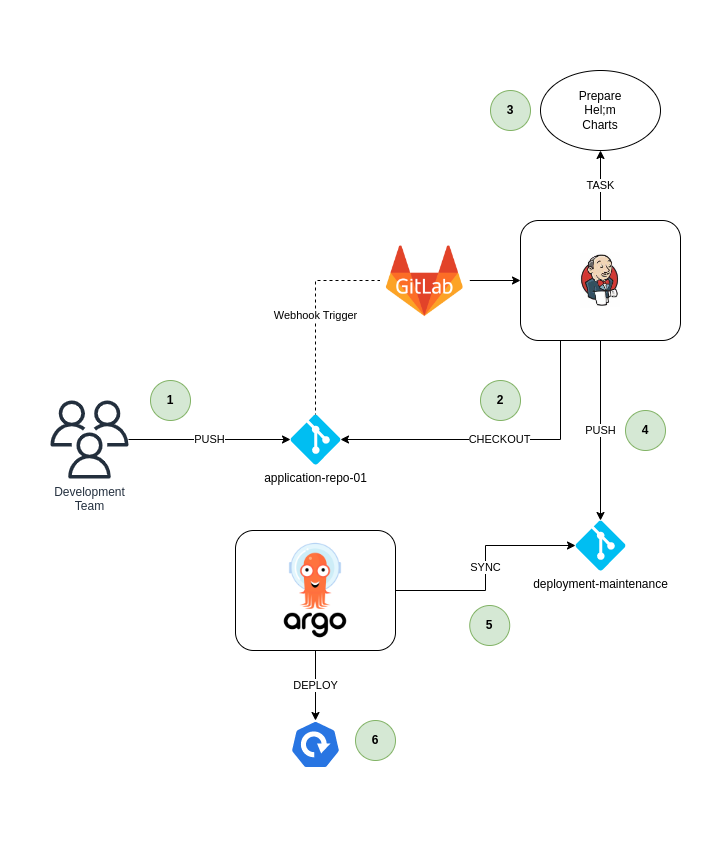 3
Prepare
Hel;m
Charts
TASK
GitLab
Webhook Trigger
1
2
PUSH
CHECKOUT
PUSH
4
application-repo-01
Development
Team
argo
SYNC
deployment-maintenance
5
DEPLOY
6